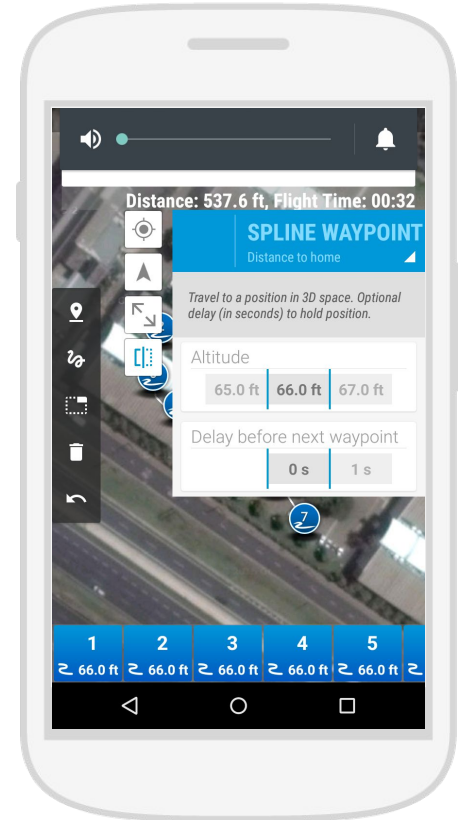 Distance: 537.6 ft, Flight Time: 00:32
SPLINE WAYPOINT
Distance to home
Travel to a position in 3D space. Optional
delay (in seconds) to hold position.
Altitude
65.0 ft 66.0 ft 67.0 ft
Delay before next waypoint
0 s 1 s
7
1 2 3 4 5
66.0 ft 66.0 ft 66.0 ft 66.0 ft 66.0 ft